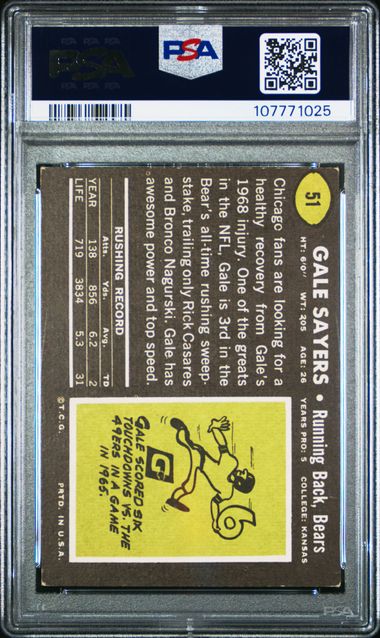 PSA
PSA
107771025
51
GALE SAYERS • Running Back, Bears
HT: 6'0" WT: 205 AGE: 26 YEARS PRO: 5 COLLEGE: KANSAS
Chicago fans are looking for a
healthy recovery from Gale's
1968 injury. One of the greats
in the NFL, Gale is 3rd in the
Bear's all-time rushing sweep-
stake, trailing only Rick Casares
and Bronco Nagurski. Gale has
awesome power and top speed.
RUSHING RECORD
Atts. Yds. Avg. TD
YEAR 138 856 6.2 2
LIFE 719 3834 5.3 31
6
G
GALE SCORED SIX
TOUCHDOWNS VS. THE
49ERS IN A GAME
IN 1965.
© T.C.G. PRTD. IN U.S.A.
PSA